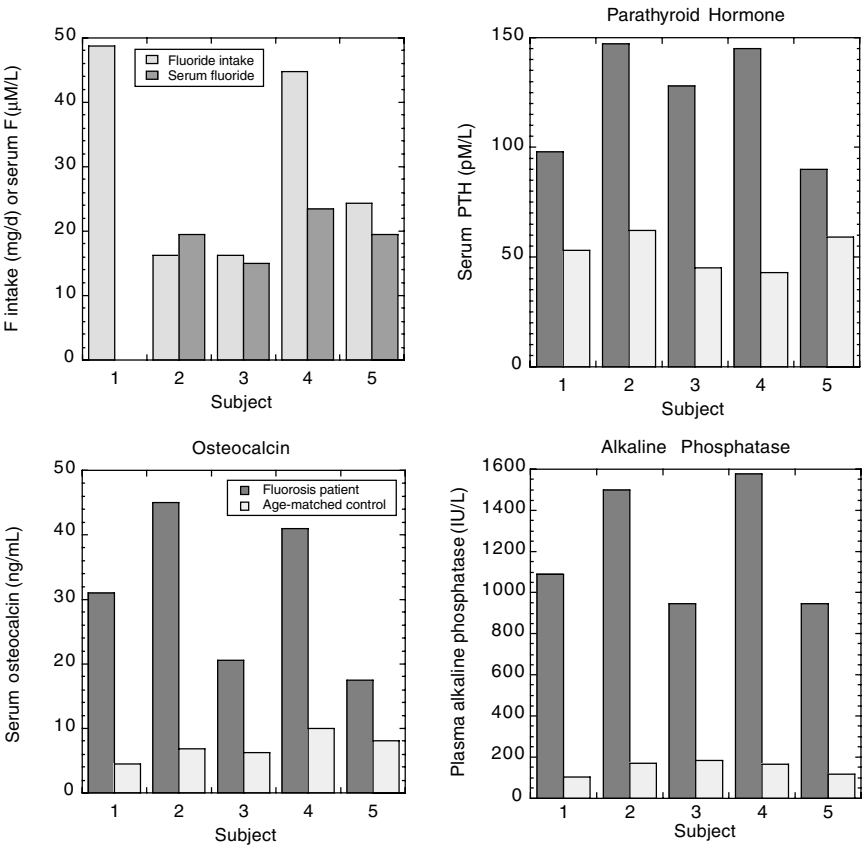 F intake (mg/d) or serum F (μM/L)
50
40
30
20
10
0
Fluoride intake
Serum fluoride
1 2 3 4 5
Subject
Parathyroid Hormone
Serum PTH (pM/L)
150
100
50
0
1 2 3 4 5
Subject
Osteocalcin
Serum osteocalcin (ng/mL)
50
40
30
20
10
0
Fluorosis patient
Age-matched control
1 2 3 4 5
Subject
Alkaline Phosphatase
Plasma alkaline phosphatase (IU/L)
1600
1400
1200
1000
800
600
400
200
0
1 2 3 4 5
Subject